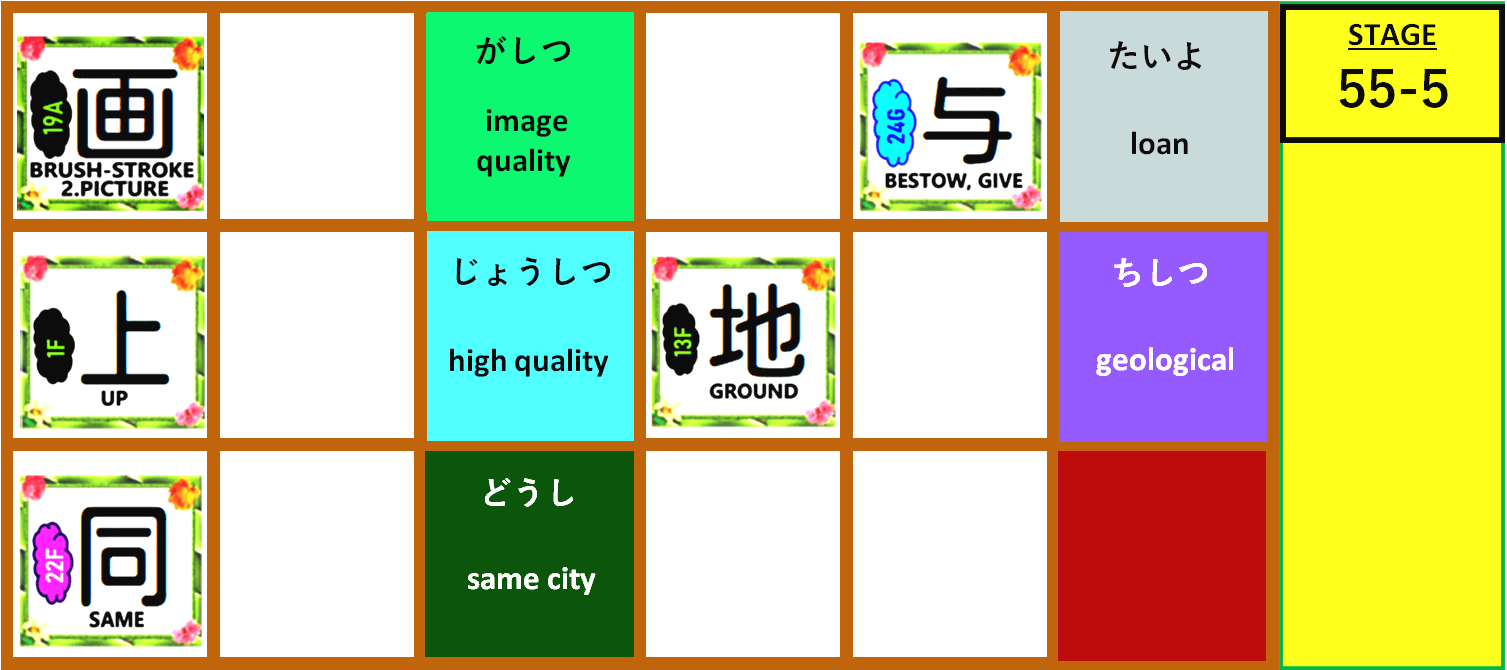 19A
画
BRUSH-STROKE
2.PICTURE
がしつ
image
quality
24G
与
BESTOW, GIVE
たいよ
loan
STAGE
55-5
1F
上
UP
じょうしつ
high quality
13F
地
GROUND
ちしつ
geological
22F
同
SAME
どうし
same city